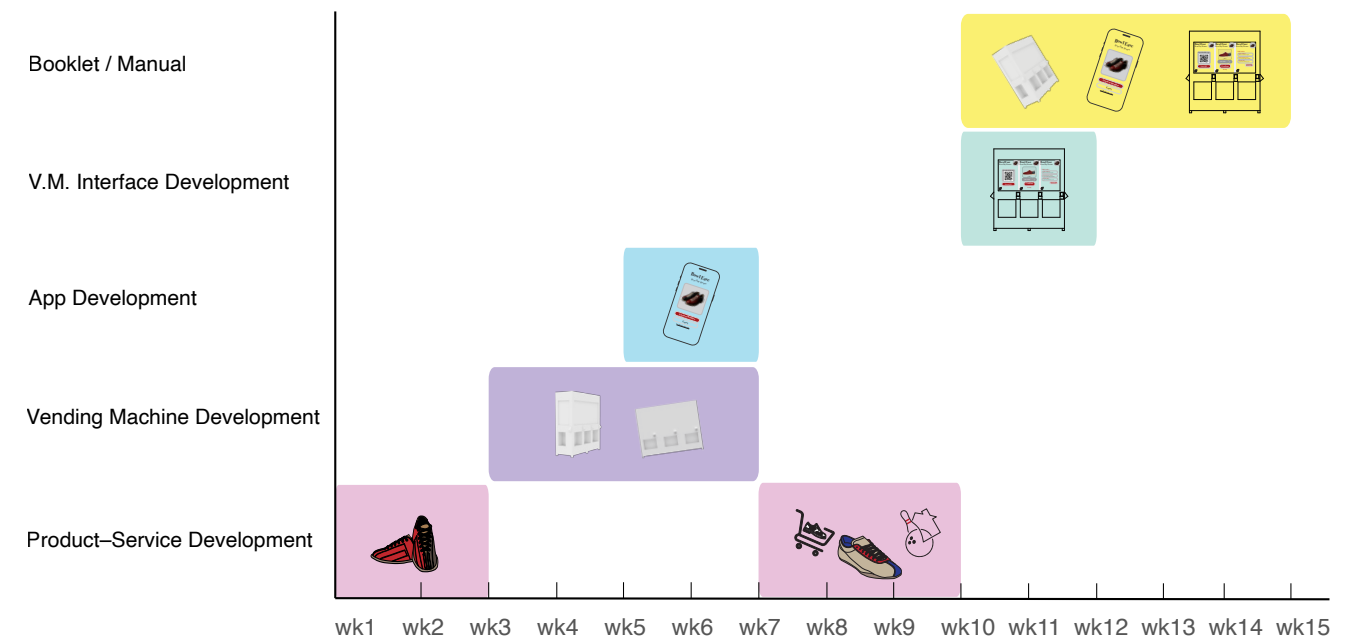 Booklet / Manual
V.M. Interface Development
App Development
Vending Machine Development
Product–Service Development
wk1 wk2 wk3 wk4 wk5 wk6 wk7 wk8 wk9 wk10 wk11 wk12 wk13 wk14 wk15